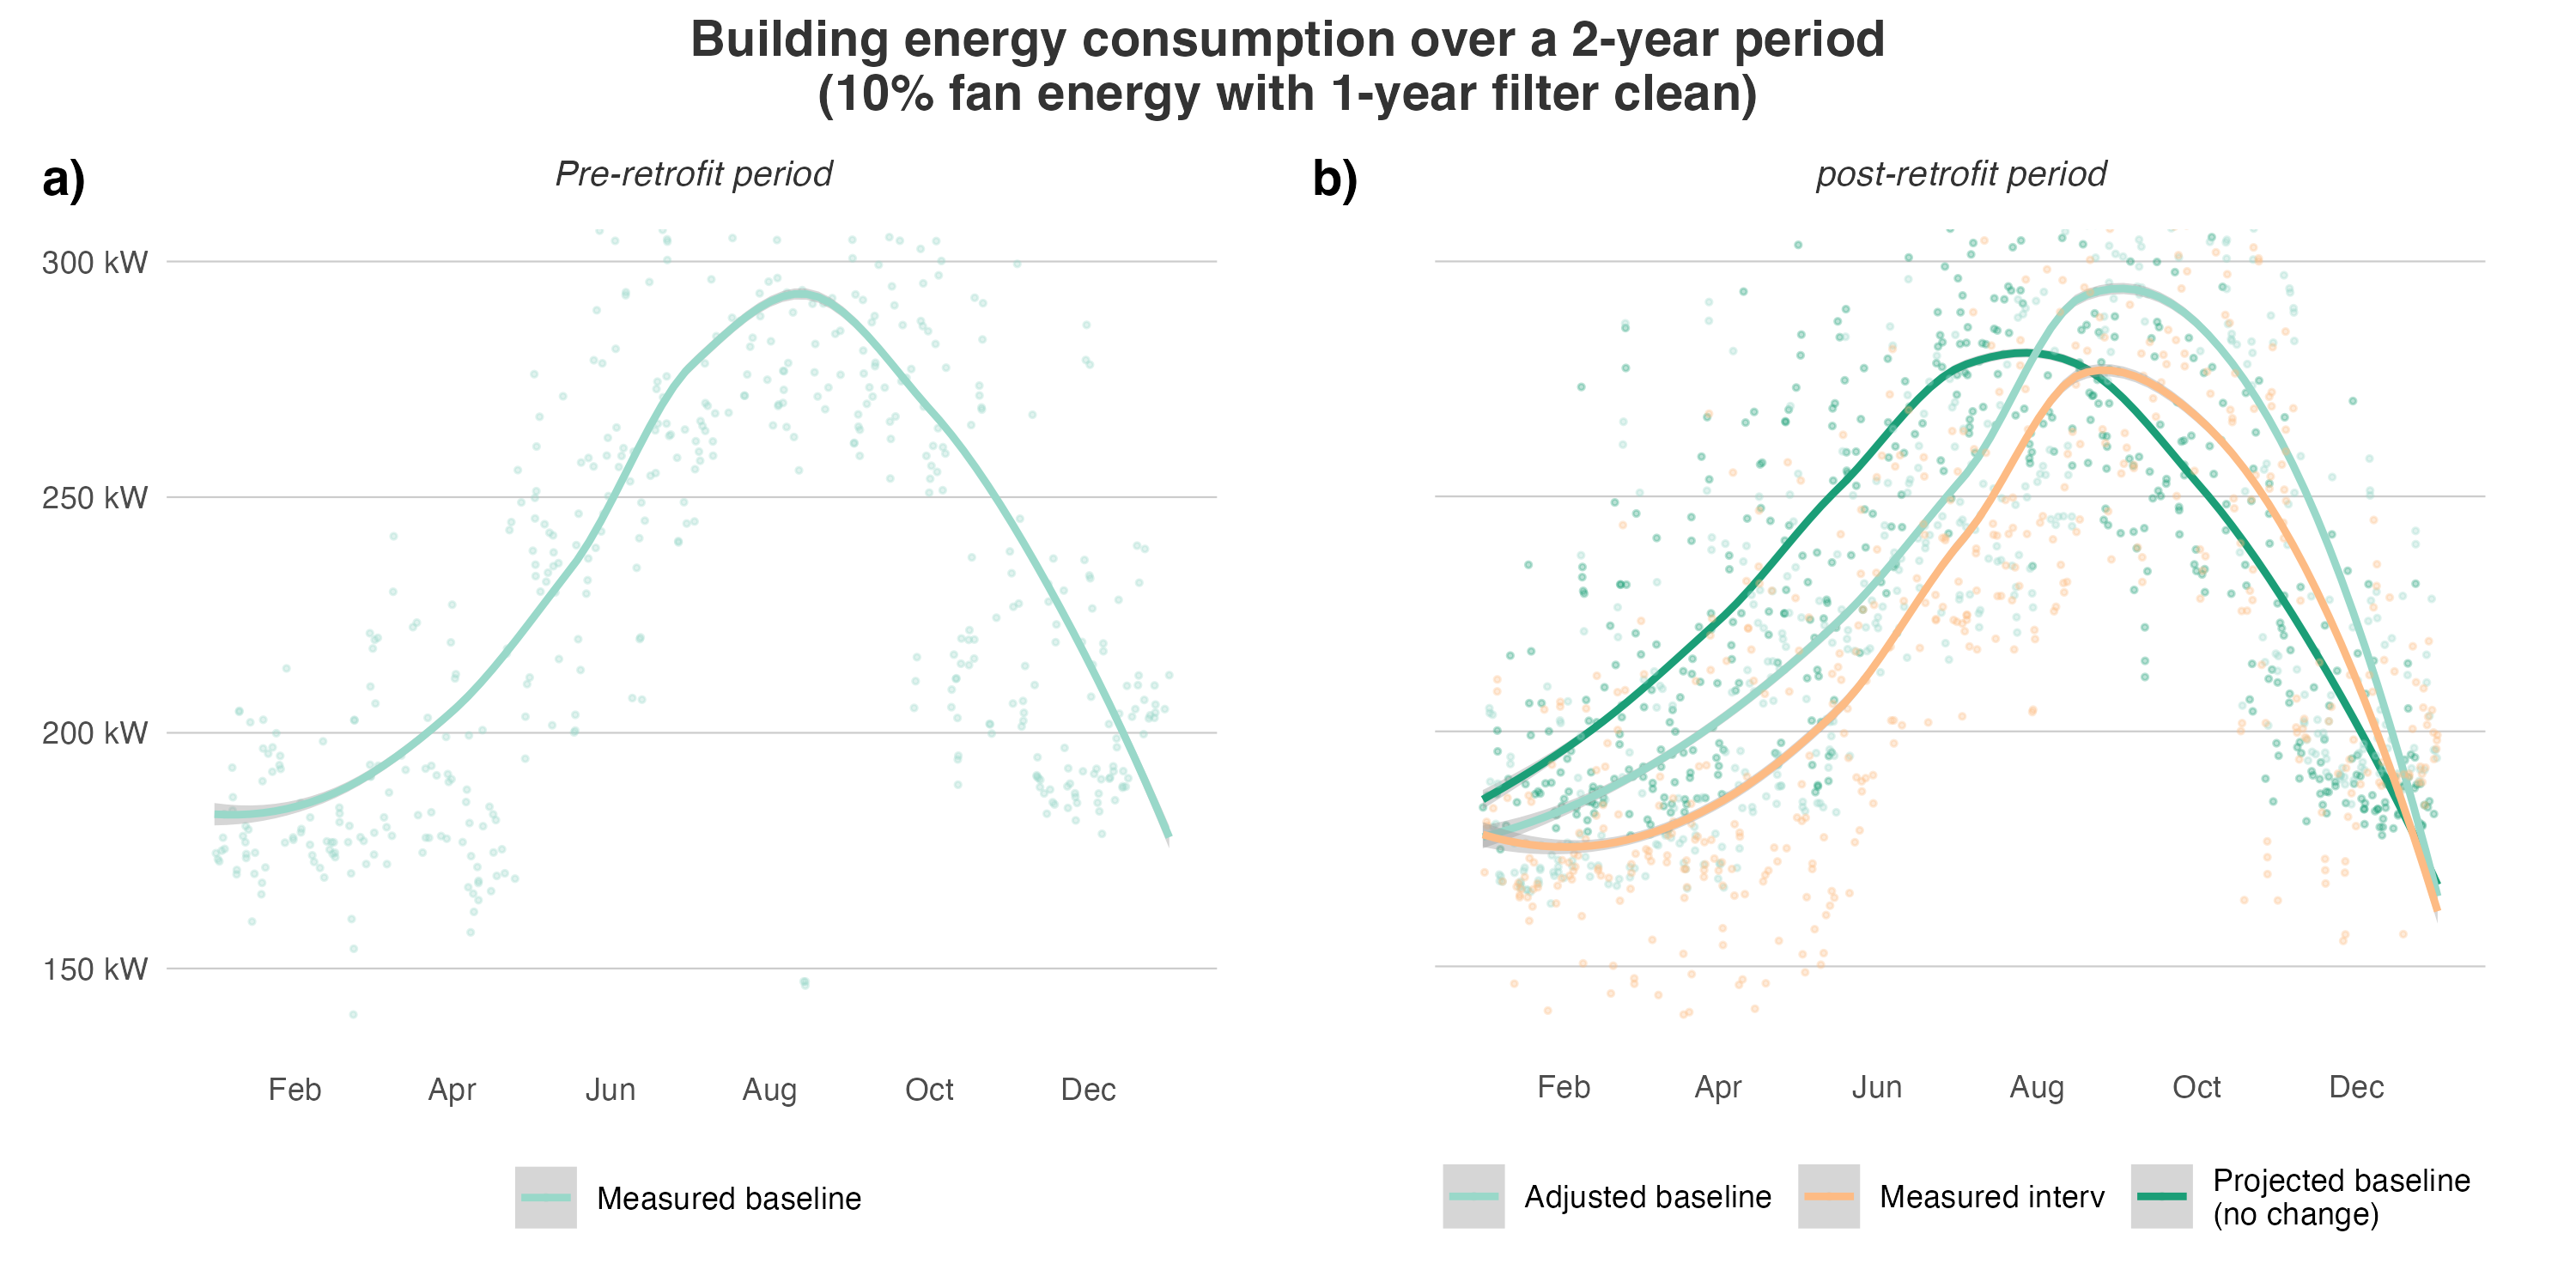 Building energy consumption over a 2-year period
(10% fan energy with 1-year filter clean)
a)
Pre-retrofit period
300 kW
250 kW
200 kW
150 kW
Feb Apr Jun Aug Oct Dec
Measured baseline
b)
post-retrofit period
Feb Apr Jun Aug Oct Dec
Adjusted baseline
Measured interv
Projected baseline
(no change)